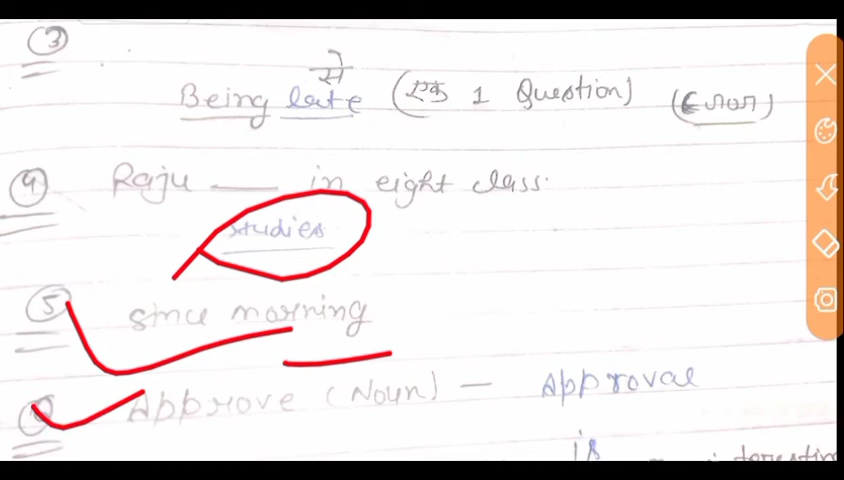 ③
से
Being late (एक 1 Question) (Error)
④ Raju ___ in eight class.
studies
⑤ since morning
Approve (Noun) — Approval
is